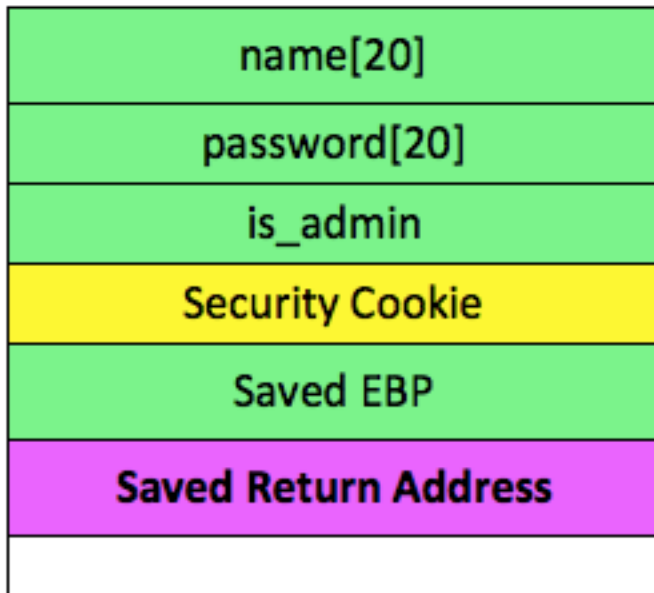 name[20]
password[20]
is_admin
Security Cookie
Saved EBP
Saved Return Address